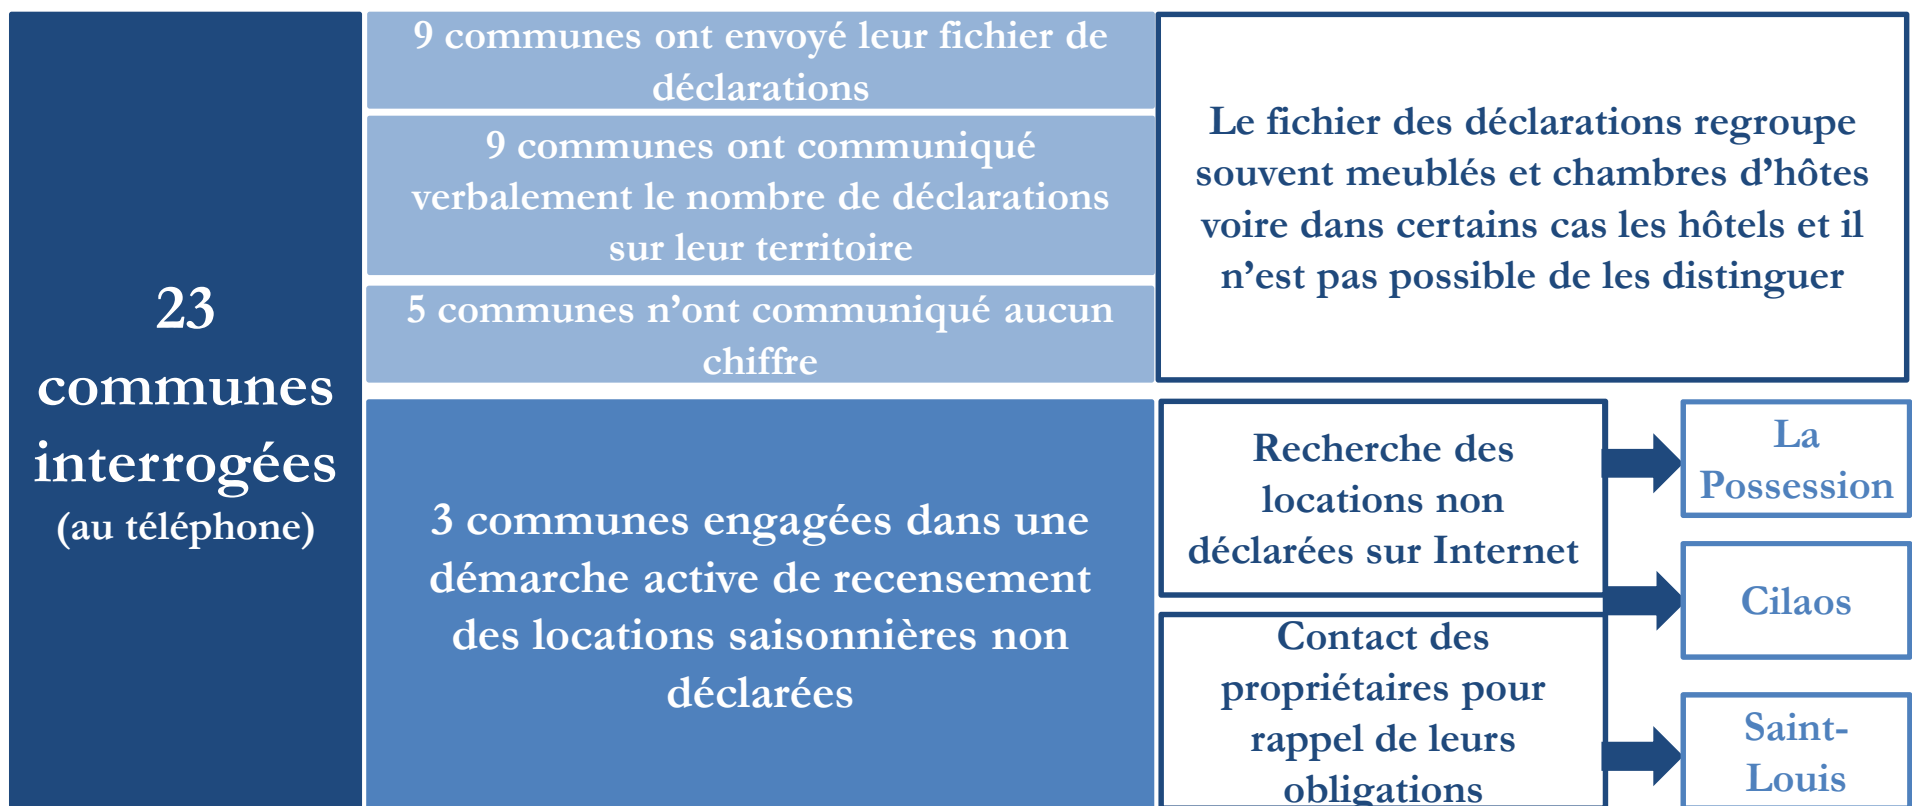 23
communes
interrogées
(au téléphone)
9 communes ont envoyé leur fichier de
déclarations
9 communes ont communiqué
verbalement le nombre de déclarations
sur leur territoire
5 communes n’ont communiqué aucun
chiffre
Le fichier des déclarations regroupe
souvent meublés et chambres d’hôtes
voire dans certains cas les hôtels et il
n’est pas possible de les distinguer
3 communes engagées dans une
démarche active de recensement
des locations saisonnières non
déclarées
Recherche des
locations non
déclarées sur Internet
Contact des
propriétaires pour
rappel de leurs
obligations
La
Possession
Cilaos
Saint-
Louis